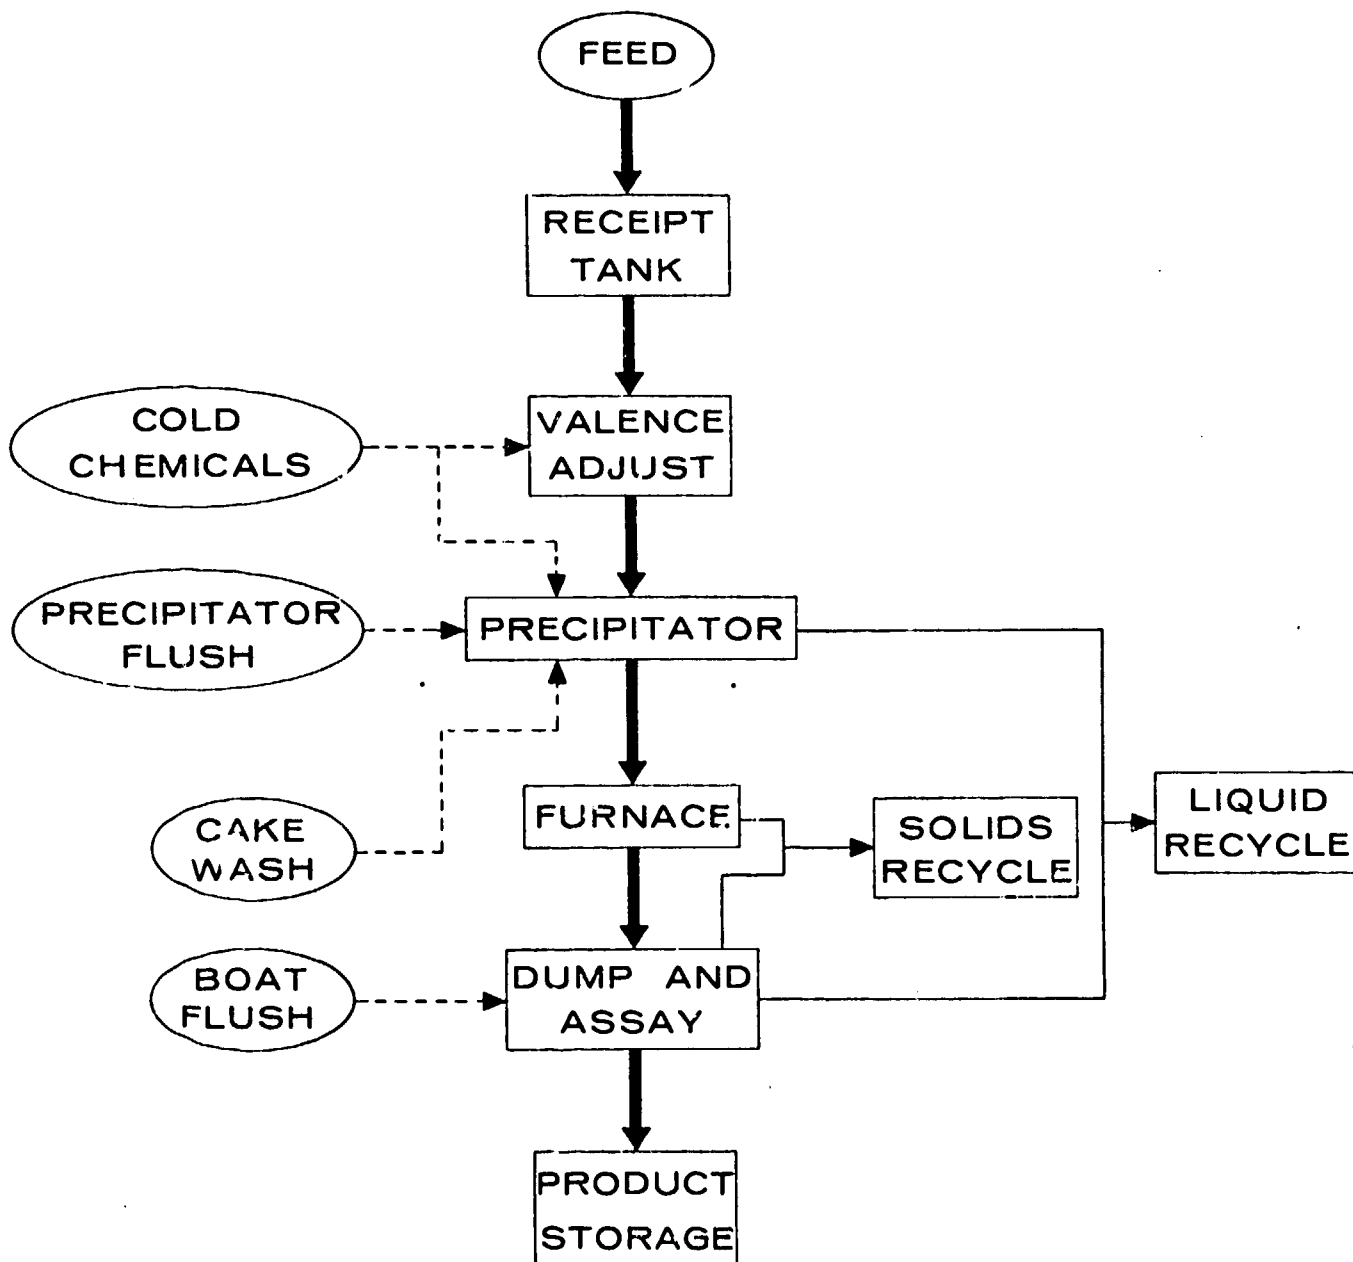 FEED
RECEIPT
TANK
COLD
CHEMICALS
VALENCE
ADJUST
PRECIPITATOR
FLUSH
PRECIPITATOR
FURNACE
CAKE
WASH
SOLIDS
RECYCLE
LIQUID
RECYCLE
BOAT
FLUSH
DUMP AND
ASSAY
PRODUCT
STORAGE